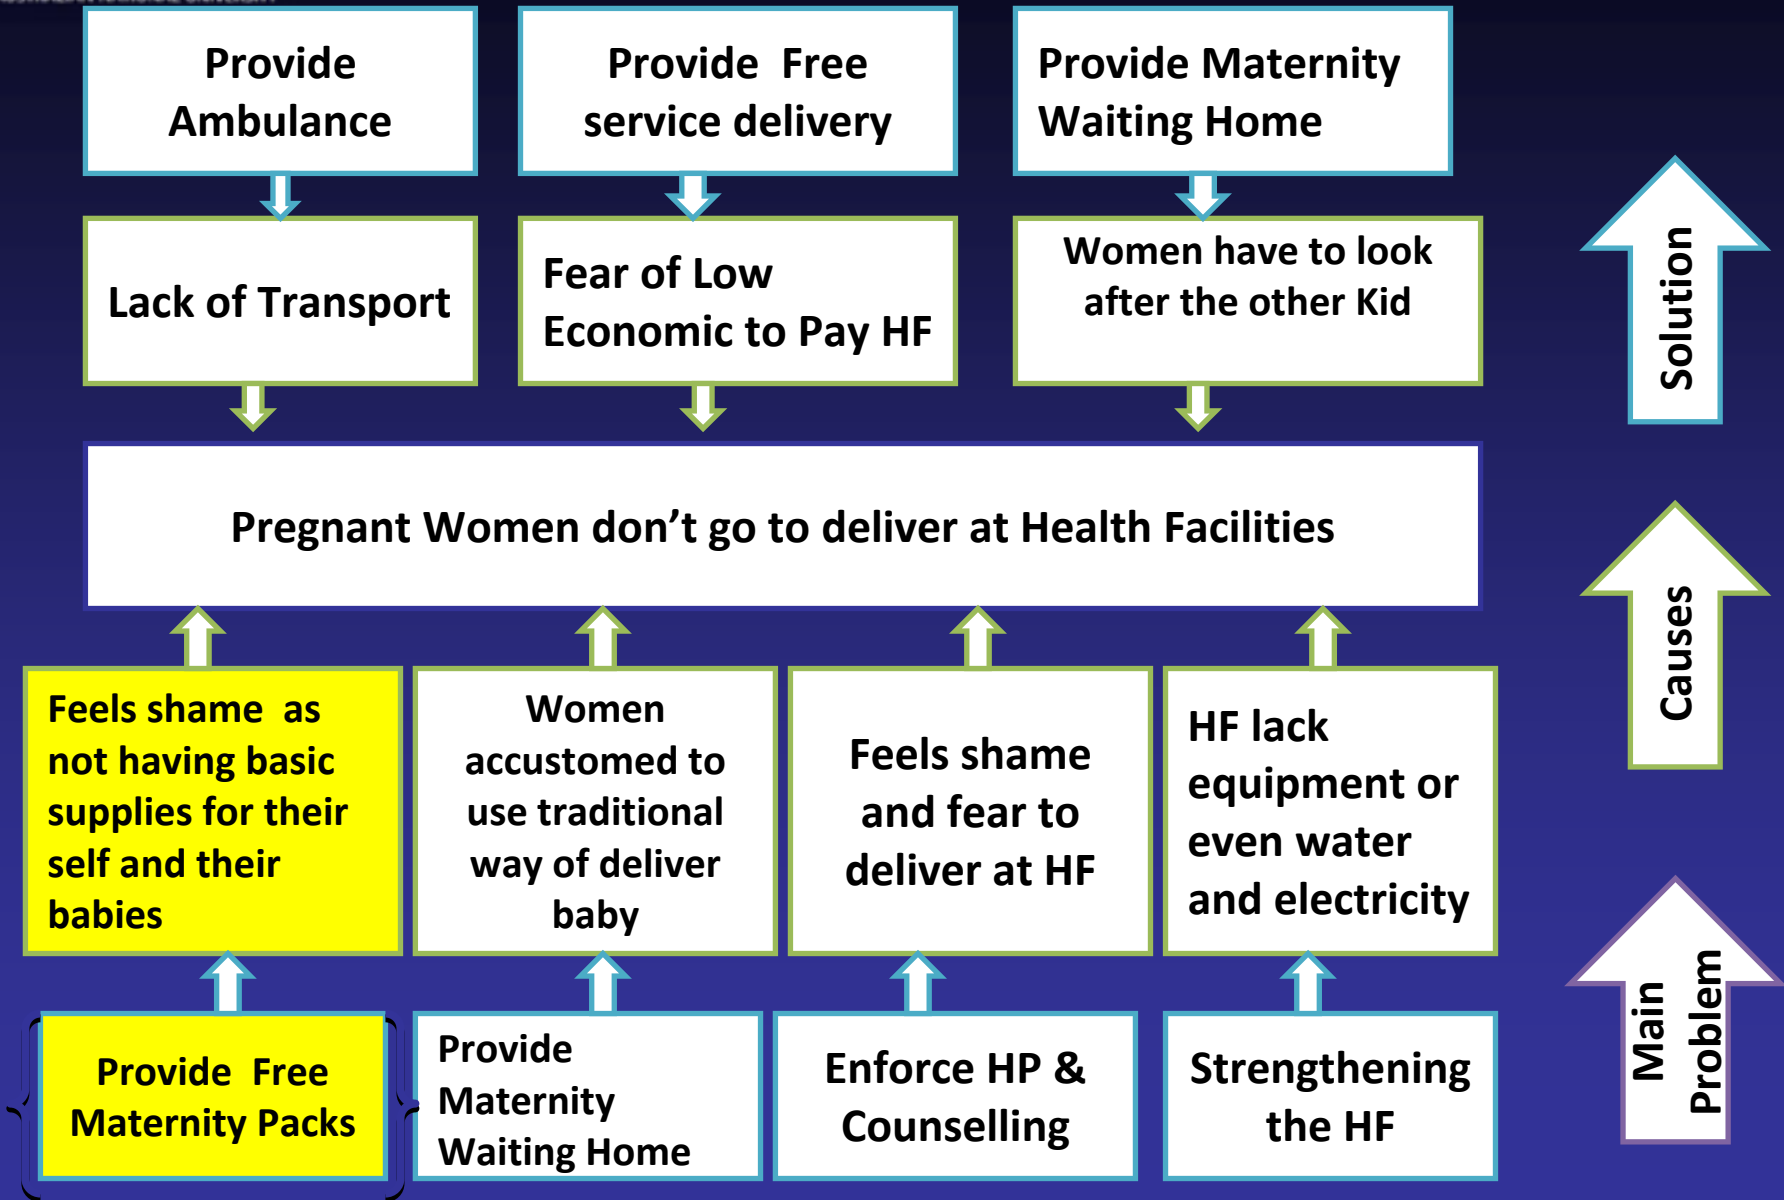 AUSTRALIAN NATIONAL UNIVERSITY
Provide
Ambulance
Provide Free
service delivery
Provide Maternity
Waiting Home
Lack of Transport
Fear of Low
Economic to Pay HF
Women have to look
after the other Kid
Solution
Pregnant Women don’t go to deliver at Health Facilities
Causes
Feels shame as
not having basic
supplies for their
self and their
babies
Women
accustomed to
use traditional
way of deliver
baby
Feels shame
and fear to
deliver at HF
HF lack
equipment or
even water
and electricity
Provide Free
Maternity Packs
Provide
Maternity
Waiting Home
Enforce HP &
Counselling
Strengthening
the HF
Main
Problem